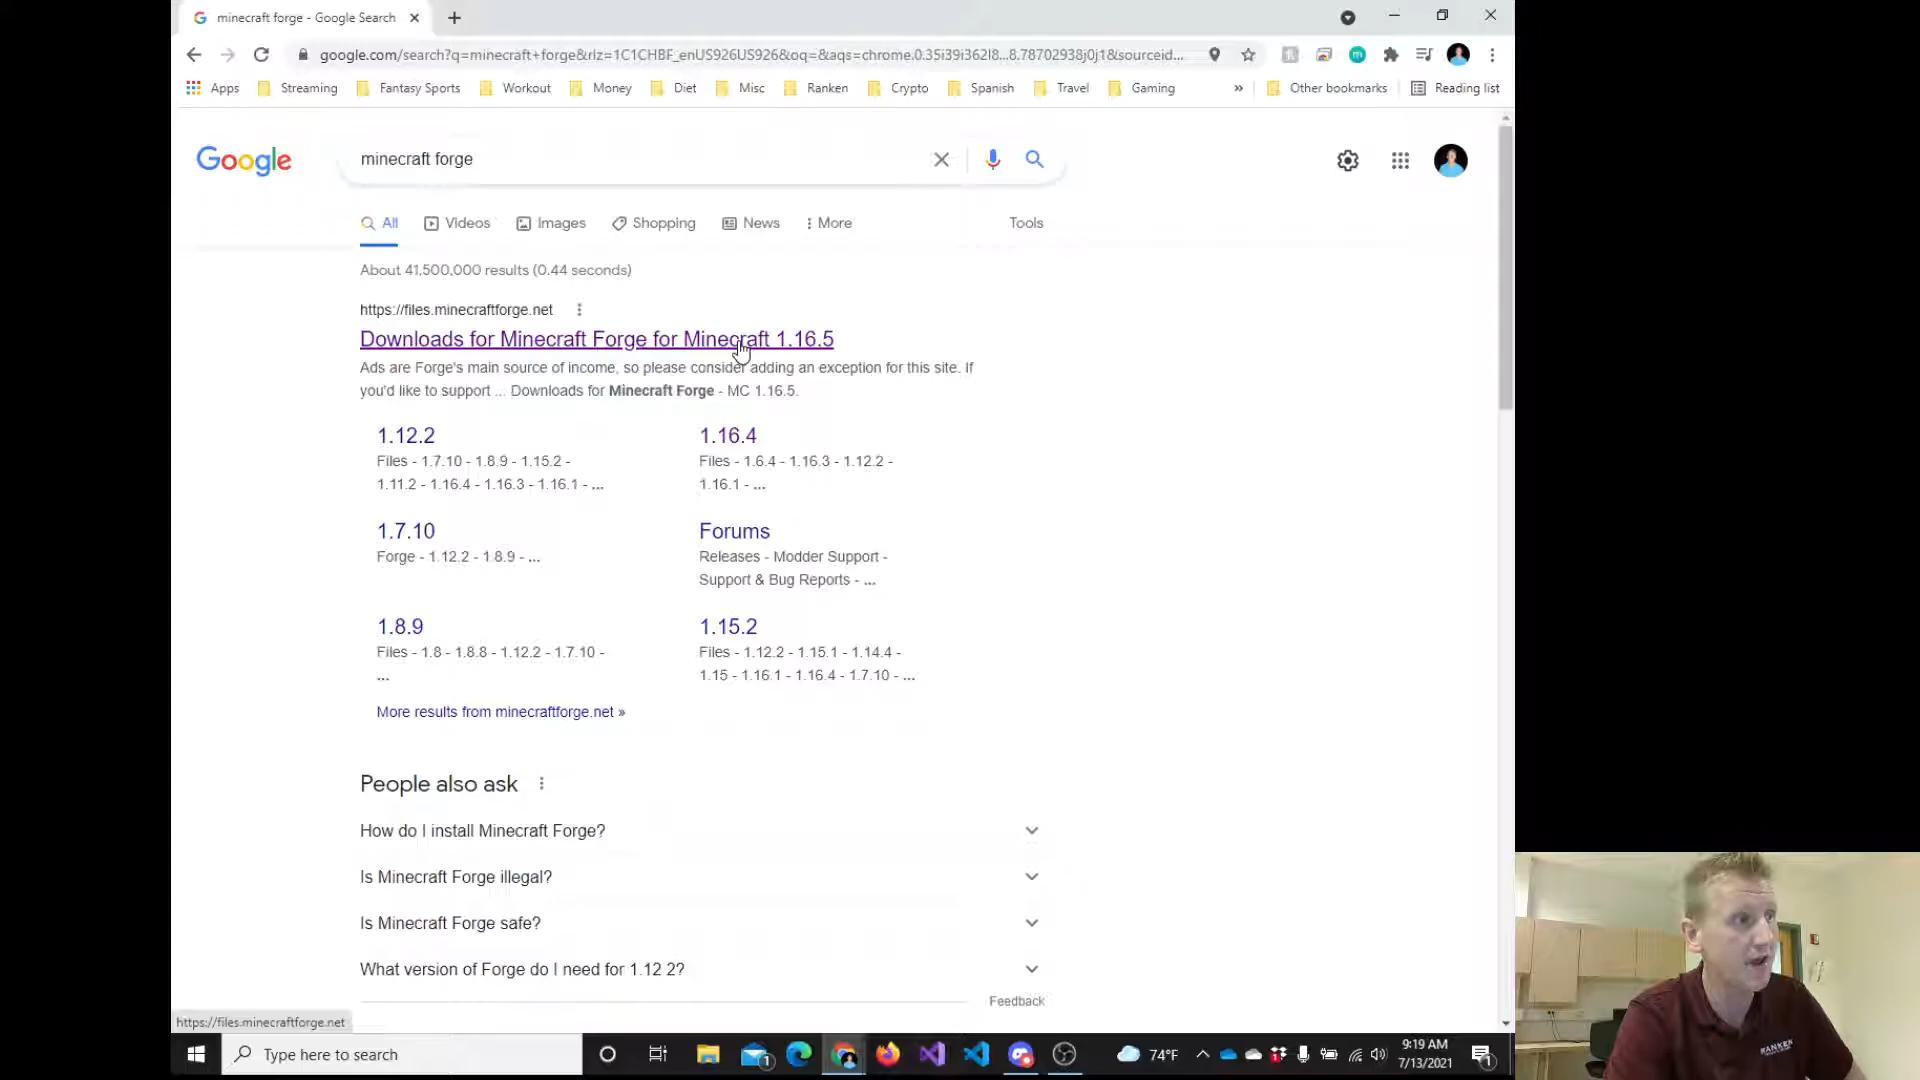 minecraft forge - Google Search
google.com/search?q=minecraft+forge&rlz=1C1CHBF_enUS926US926&oq=&aqs=chrome.0.35i39i362l8...8.78702938j0j1&sourceid...
Apps Streaming Fantasy Sports Workout Money Diet Misc Ranken Crypto Spanish Travel Gaming » Other bookmarks Reading list
Google minecraft forge
All Videos Images Shopping News More Tools
About 41,500,000 results (0.44 seconds)
https://files.minecraftforge.net
Downloads for Minecraft Forge for Minecraft 1.16.5
Ads are Forge's main source of income, so please consider adding an exception for this site. If
you'd like to support ... Downloads for Minecraft Forge - MC 1.16.5.
1.12.2
Files - 1.7.10 - 1.8.9 - 1.15.2 -
1.11.2 - 1.16.4 - 1.16.3 - 1.16.1 - ...
1.16.4
Files - 1.6.4 - 1.16.3 - 1.12.2 -
1.16.1 - ...
1.7.10
Forge - 1.12.2 - 1.8.9 - ...
Forums
Releases - Modder Support -
Support & Bug Reports - ...
1.8.9
Files - 1.8 - 1.8.8 - 1.12.2 - 1.7.10 -
...
1.15.2
Files - 1.12.2 - 1.15.1 - 1.14.4 -
1.15 - 1.16.1 - 1.16.4 - 1.7.10 - ...
More results from minecraftforge.net »
People also ask
How do I install Minecraft Forge?
Is Minecraft Forge illegal?
Is Minecraft Forge safe?
What version of Forge do I need for 1.12 2?
Feedback
https://files.minecraftforge.net
Type here to search
1
74°F
9:19 AM
7/13/2021
1
RANKEN